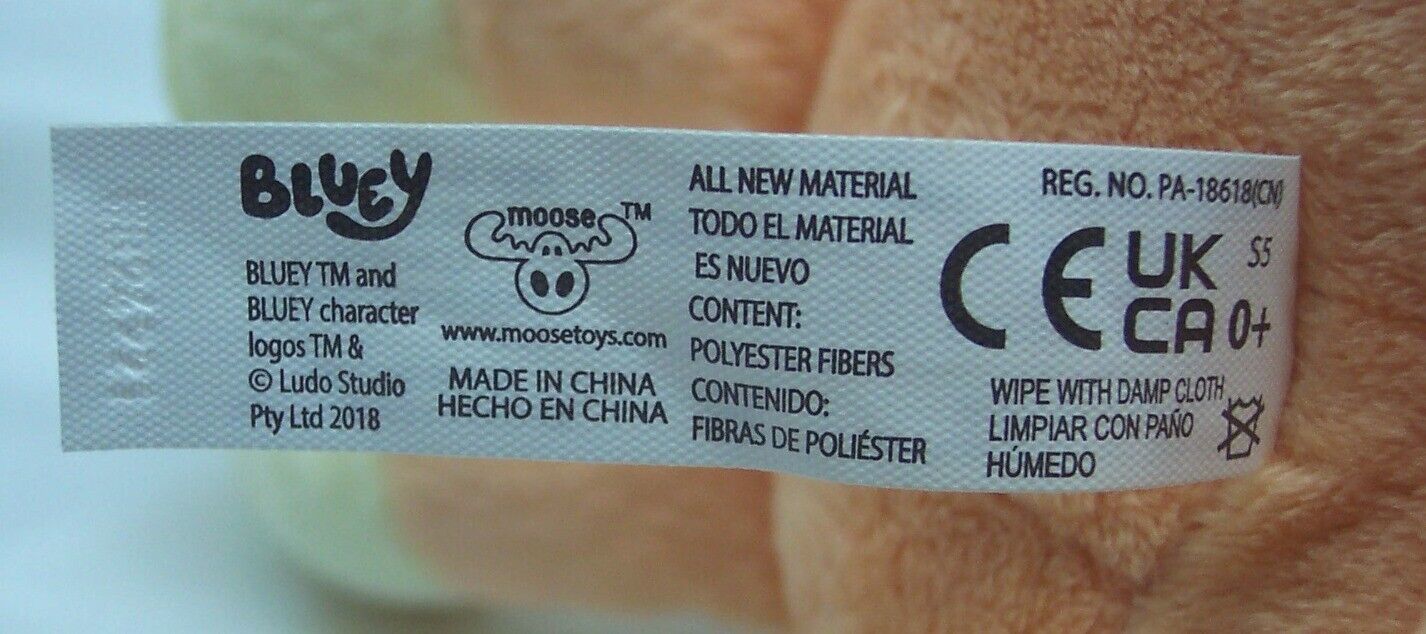 BLUEY
BLUEY TM and
BLUEY character
logos TM &
© Ludo Studio
Pty Ltd 2018
moose TM
www.moosetoys.com
MADE IN CHINA
HECHO EN CHINA
ALL NEW MATERIAL
TODO EL MATERIAL
ES NUEVO
CONTENT:
POLYESTER FIBERS
CONTENIDO:
FIBRAS DE POLIÉSTER
REG. NO. PA-18618(CN)
CE UK
CA
S5
0+
WIPE WITH DAMP CLOTH
LIMPIAR CON PAÑO
HÚMEDO